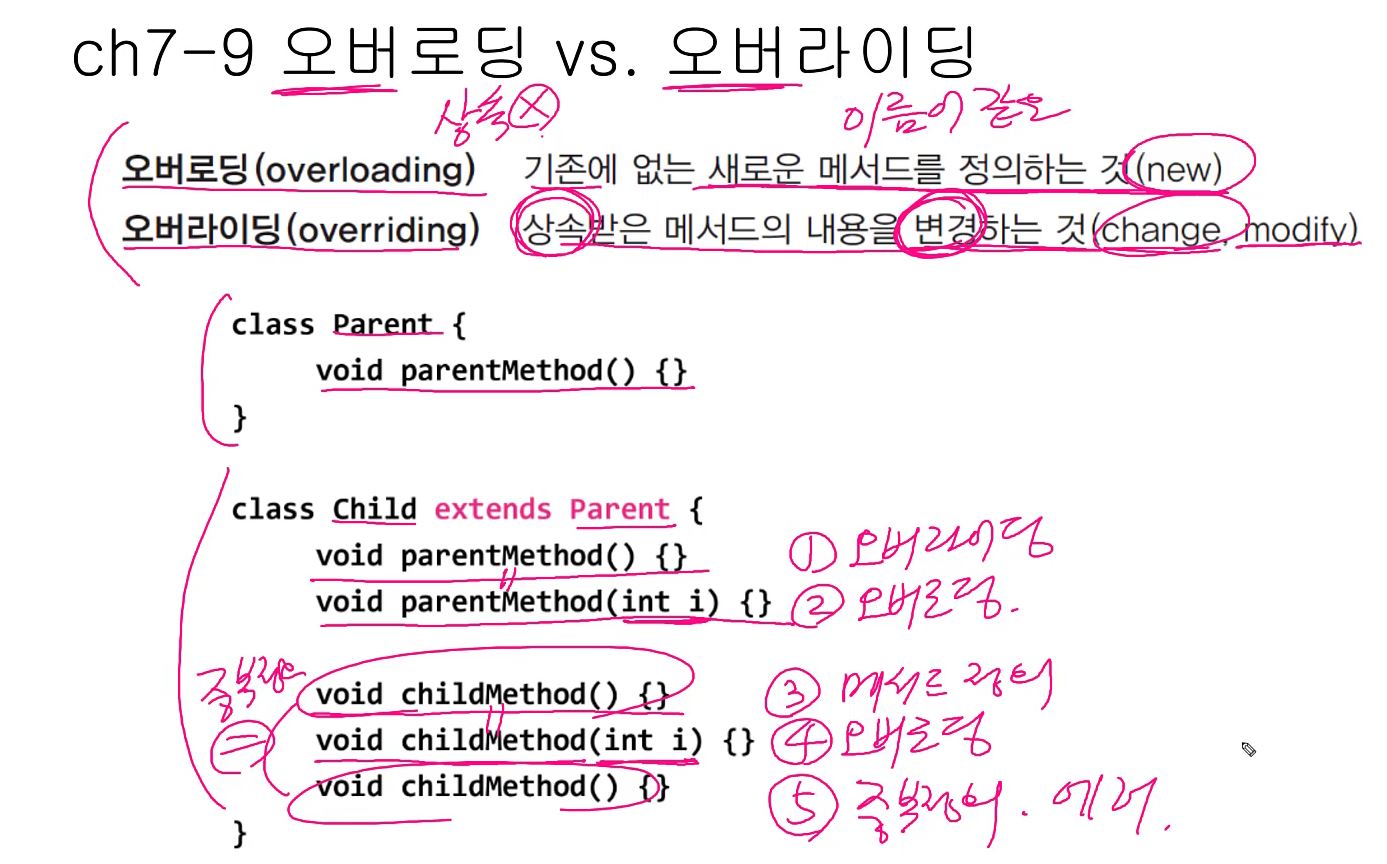 ch7-9 오버로딩 vs. 오버라이딩
상속 X 이름이 같은
오버로딩(overloading) 기존에 없는 새로운 메서드를 정의하는 것(new)
오버라이딩(overriding) 상속받은 메서드의 내용을 변경하는 것(change, modify)
class Parent {
void parentMethod() {}
}
class Child extends Parent {
void parentMethod() {} ① 오버라이딩
void parentMethod(int i) {} ② 오버로딩.
중복정의
void childMethod() {} ③ 메서드 정의
void childMethod(int i) {} ④ 오버로딩
void childMethod() {} ⑤ 중복정의. 에러.
}